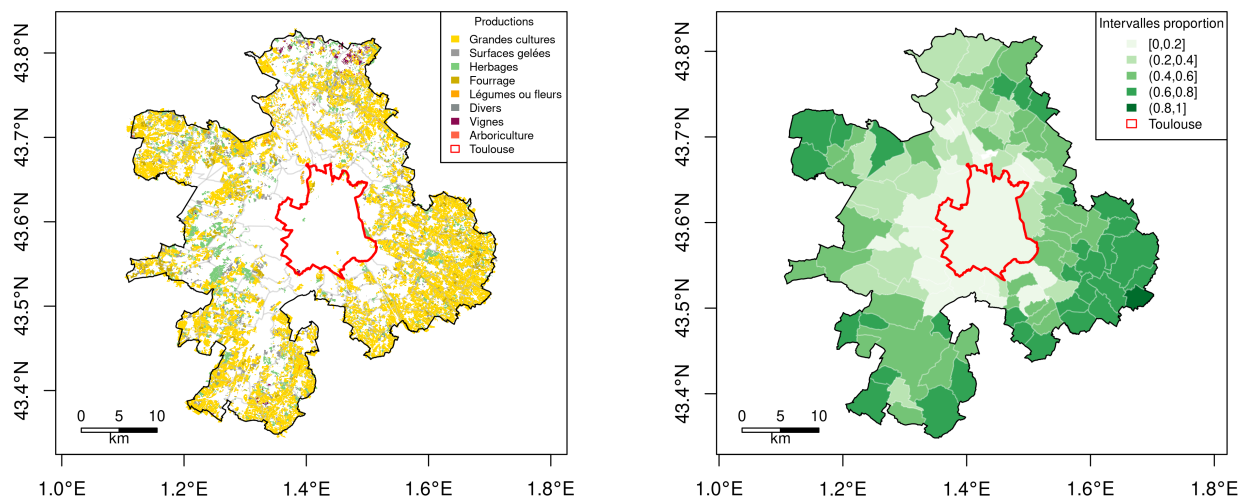 Productions
Grandes cultures
Surfaces gelées
Herbages
Fourrage
Légumes ou fleurs
Divers
Vignes
Arboriculture
Toulouse
43.8°N
43.7°N
43.6°N
43.5°N
43.4°N
0 5 10
km
1.0°E 1.2°E 1.4°E 1.6°E 1.8°E
Intervalles proportion
[0,0.2]
(0.2,0.4]
(0.4,0.6]
(0.6,0.8]
(0.8,1]
Toulouse
43.8°N
43.7°N
43.6°N
43.5°N
43.4°N
0 5 10
km
1.0°E 1.2°E 1.4°E 1.6°E 1.8°E